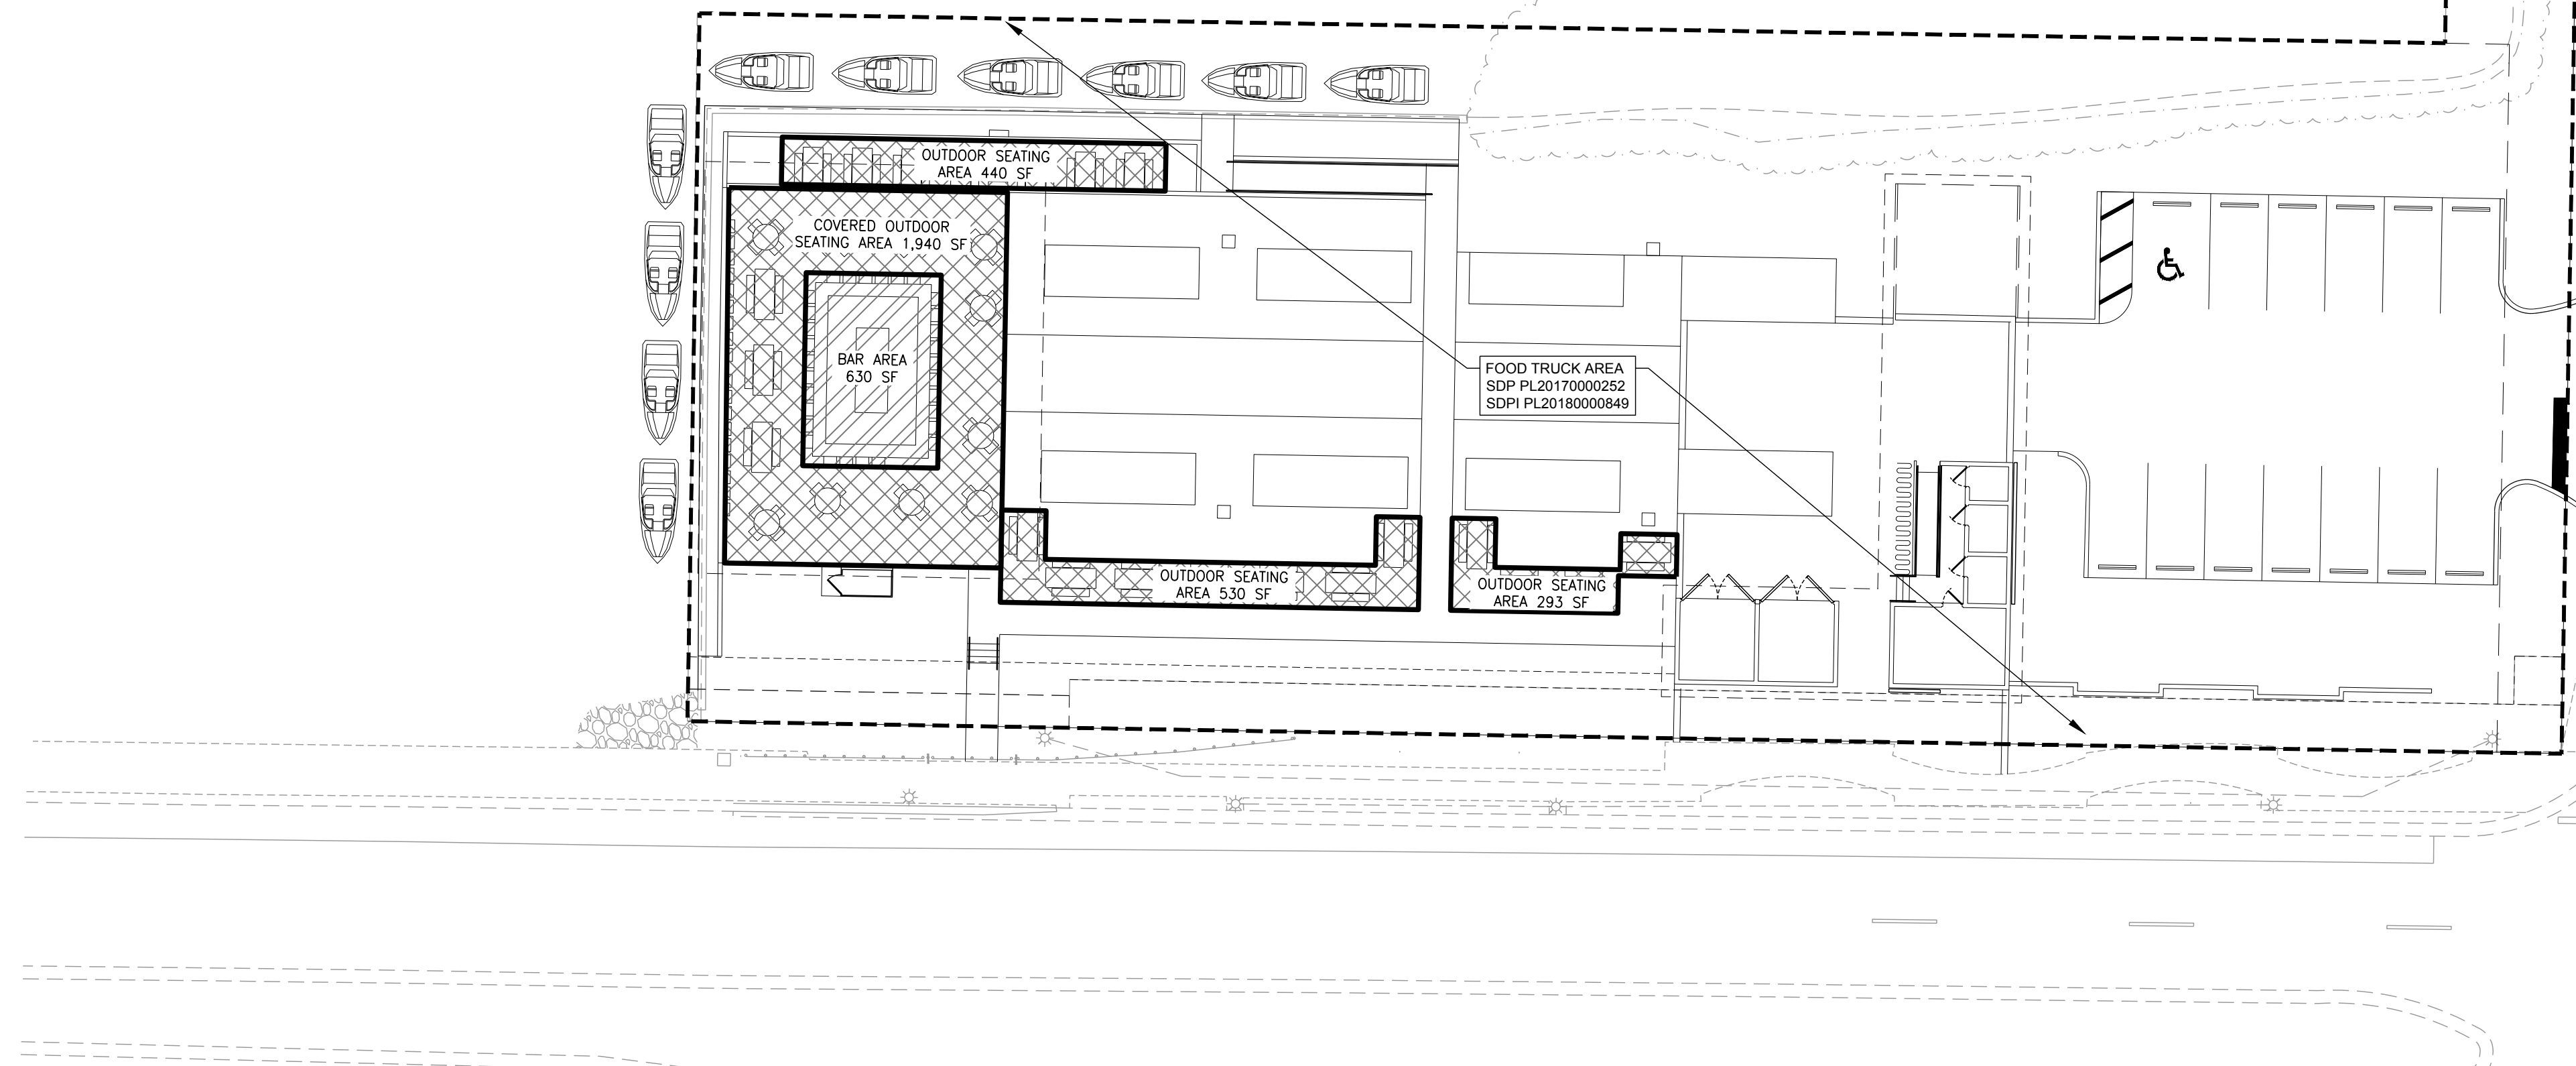 OUTDOOR SEATING
AREA 440 SF
COVERED OUTDOOR
SEATING AREA 1,940 SF
BAR AREA
630 SF
FOOD TRUCK AREA
SDP PL20170000252
SDPI PL20180000849
OUTDOOR SEATING
AREA 530 SF
OUTDOOR SEATING
AREA 293 SF